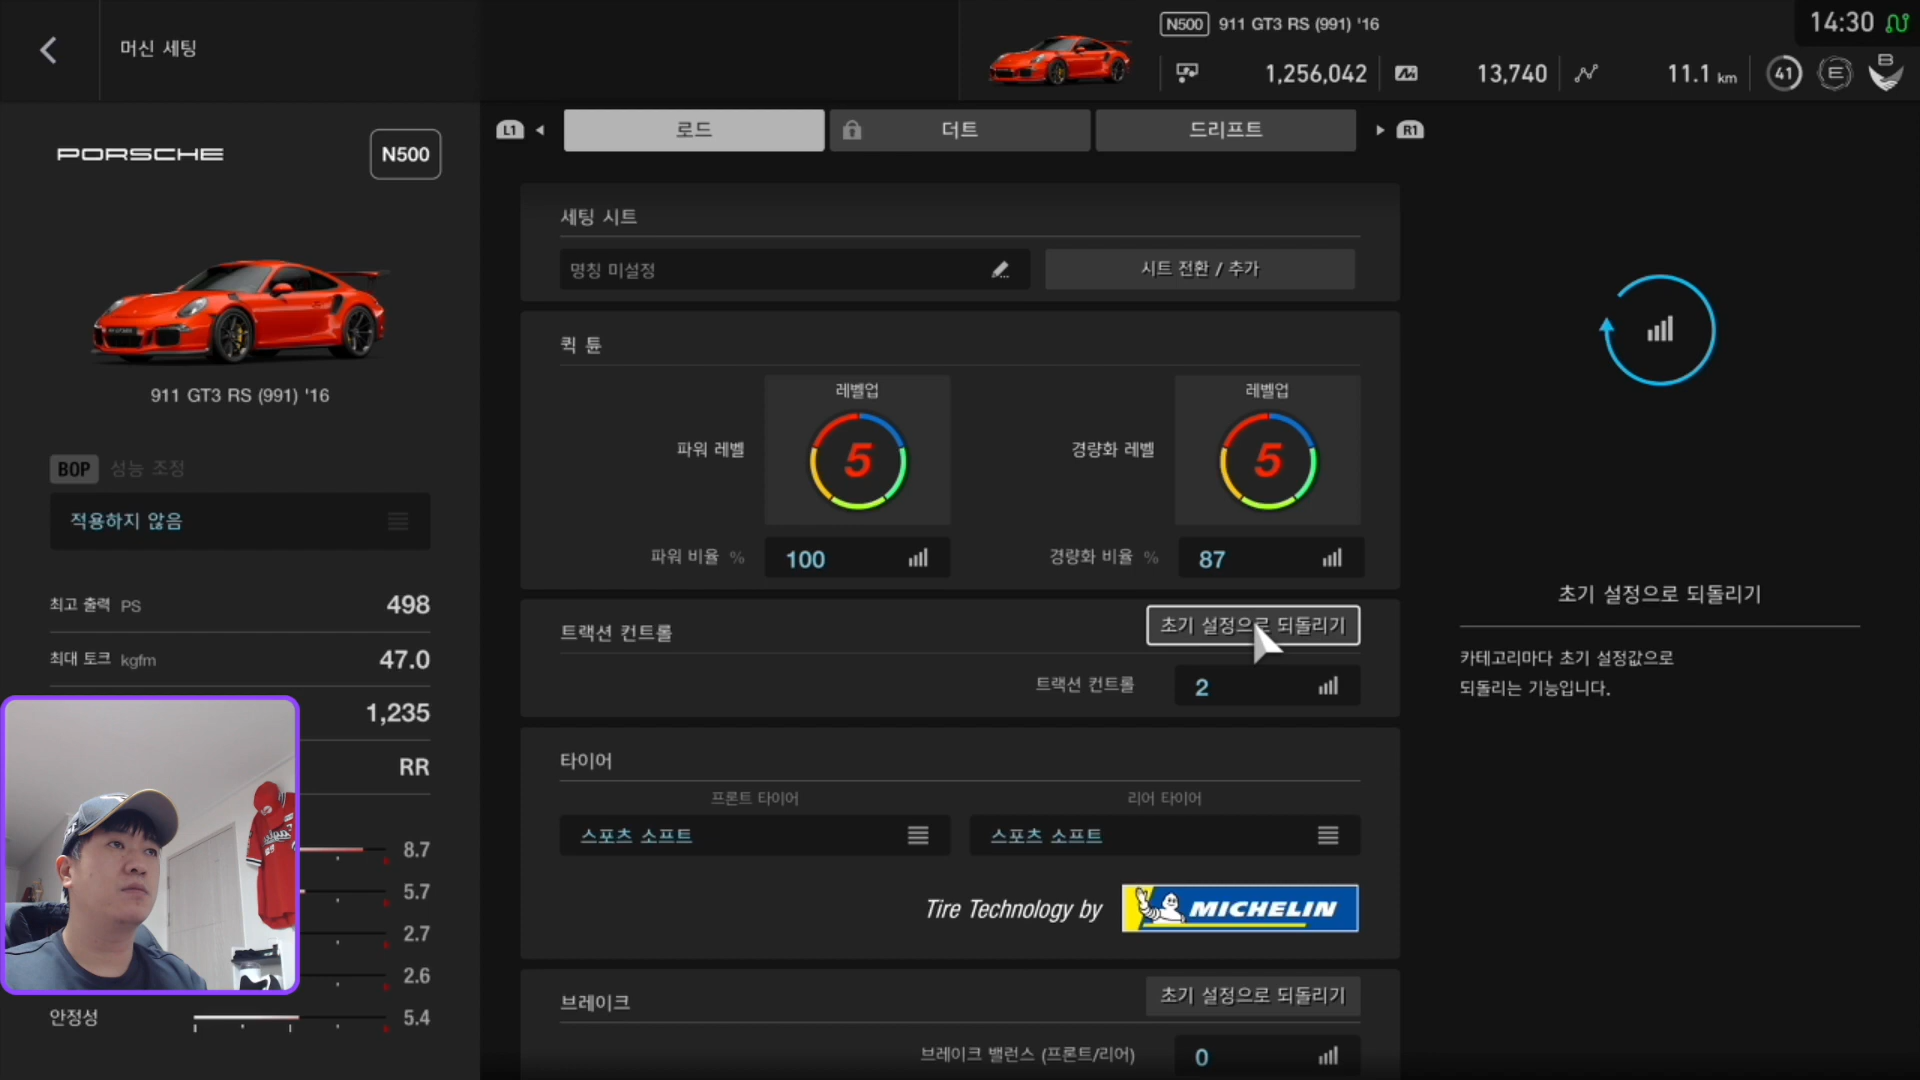 머신 세팅
N500 911 GT3 RS (991) '16
14:30
1,256,042
13,740
11.1 km
41
E
B
PORSCHE
N500
911 GT3 RS (991) '16
BOP 성능 조정
적용하지 않음
최고 출력 PS 498
최대 토크 kgfm 47.0
1,235
RR
8.7
5.7
2.7
2.6
안정성 5.4
L1 로드 더트 드리프트 R1
세팅 시트
명칭 미설정
시트 전환 / 추가
퀵 튠
레벨업
파워 레벨 5
레벨업
경량화 레벨 5
파워 비율 % 100
경량화 비율 % 87
트랙션 컨트롤
초기 설정으로 되돌리기
트랙션 컨트롤 2
타이어
프론트 타이어
리어 타이어
스포츠 소프트
스포츠 소프트
Tire Technology by MICHELIN
브레이크
초기 설정으로 되돌리기
브레이크 밸런스 (프론트/리어) 0
초기 설정으로 되돌리기
카테고리마다 초기 설정값으로
되돌리는 기능입니다.